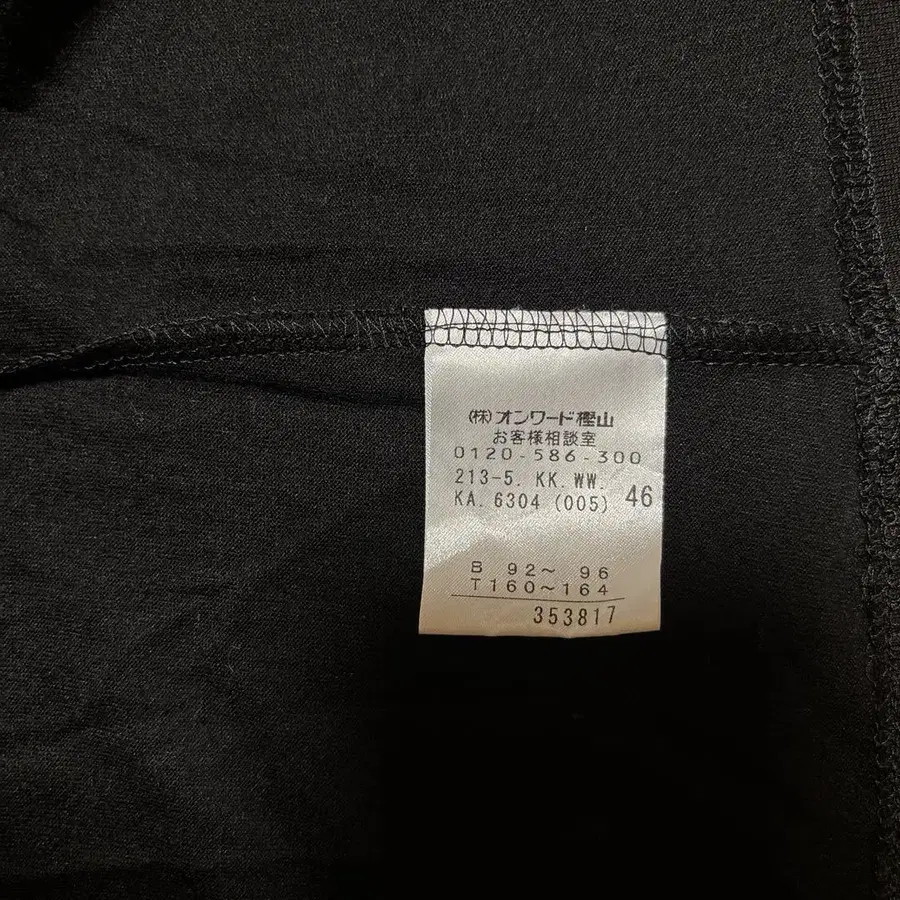 (株)オンワード樫山
お客様相談室
0120-586-300
213-5. KK. WW.
KA. 6304 (005) 46
B 92～ 96
T160～164
353817